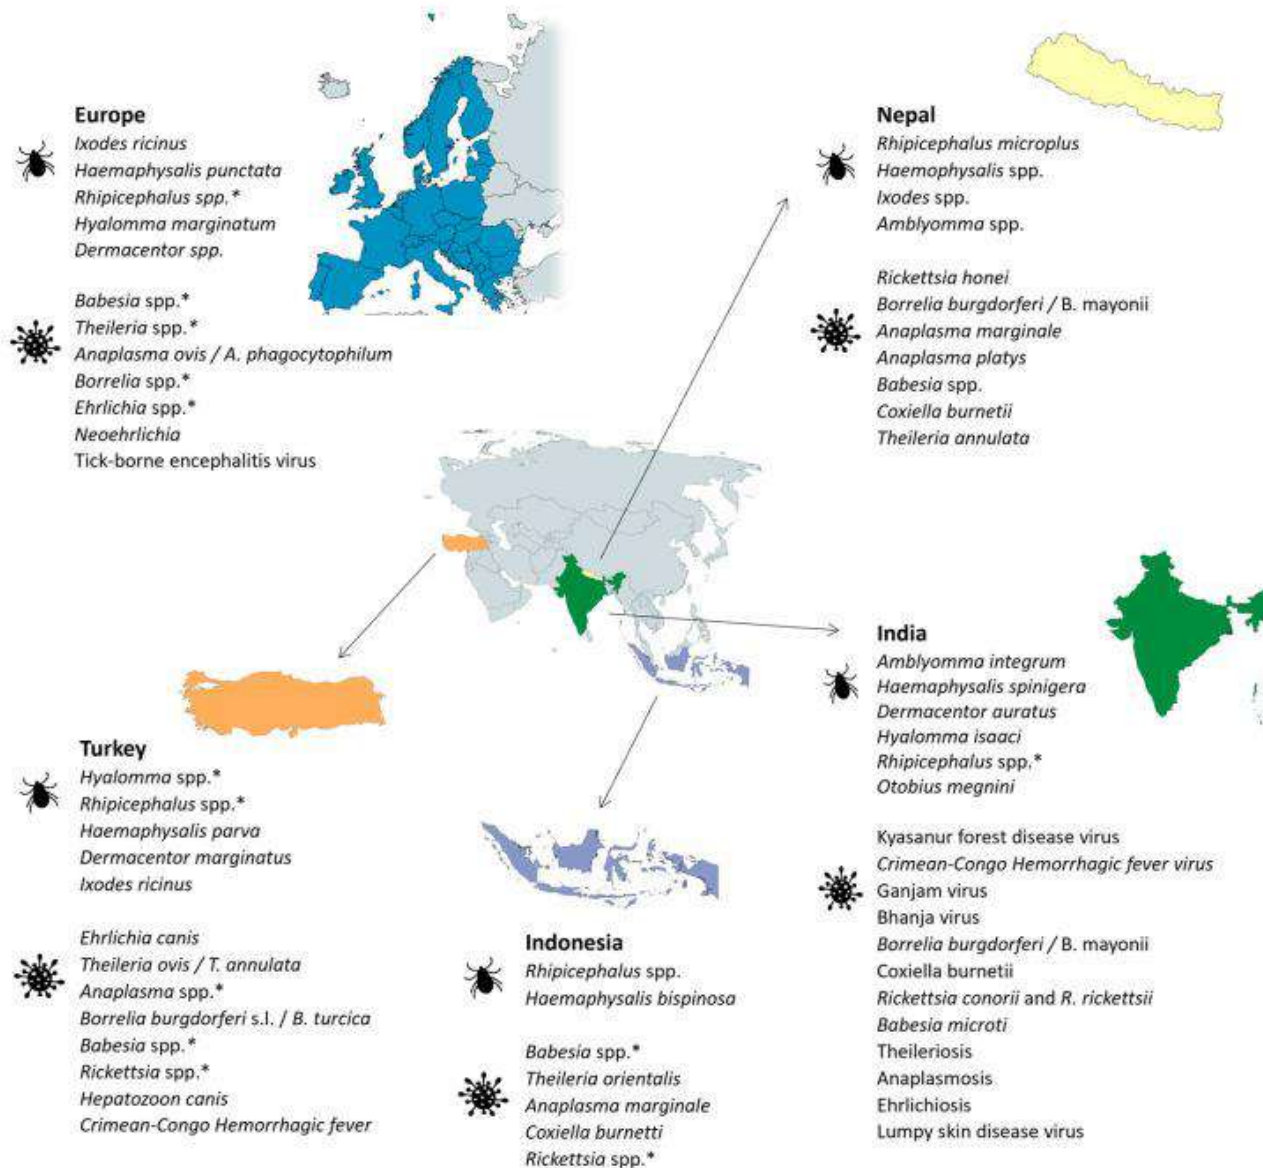 Europe
Ixodes ricinus
Haemaphysalis punctata
Rhipicephalus spp.*
Hyalomma marginatum
Dermacentor spp.
Babesia spp.*
Theileria spp.*
Anaplasma ovis / A. phagocytophilum
Borrelia spp.*
Ehrlichia spp.*
Neoehrlichia
Tick-borne encephalitis virus
Nepal
Rhipicephalus microplus
Haemophysalis spp.
Ixodes spp.
Amblyomma spp.
Rickettsia honei
Borrelia burgdorferi / B. mayonii
Anaplasma marginale
Anaplasma platys
Babesia spp.
Coxiella burnetii
Theileria annulata
Turkey
Hyalomma spp.*
Rhipicephalus spp.*
Haemaphysalis parva
Dermacentor marginatus
Ixodes ricinus
Ehrlichia canis
Theileria ovis / T. annulata
Anaplasma spp.*
Borrelia burgdorferi s.l. / B. turcica
Babesia spp.*
Rickettsia spp.*
Hepatozoon canis
Crimean-Congo Hemorrhagic fever
Indonesia
Rhipicephalus spp.
Haemaphysalis bispinosa
Babesia spp.*
Theileria orientalis
Anaplasma marginale
Coxiella burnetti
Rickettsia spp.*
India
Amblyomma integrum
Haemaphysalis spinigera
Dermacentor auratus
Hyalomma isaaci
Rhipicephalus spp.*
Otobius megnini
Kyasanur forest disease virus
Crimean-Congo Hemorrhagic fever virus
Ganjam virus
Bhanja virus
Borrelia burgdorferi / B. mayonii
Coxiella burnetii
Rickettsia conorii and R. rickettsii
Babesia microti
Theileriosis
Anaplasmosis
Ehrlichiosis
Lumpy skin disease virus